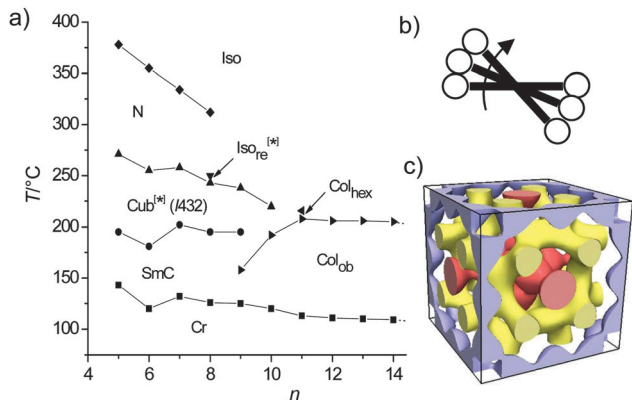 a)
400
350
300
250
200
150
100
T/°C
4
6
8
10
12
14
n
Iso
N
Iso_re^[*]
Cub^[*] (I432)
Col_hex
Col_ob
SmC
Cr
b)
c)